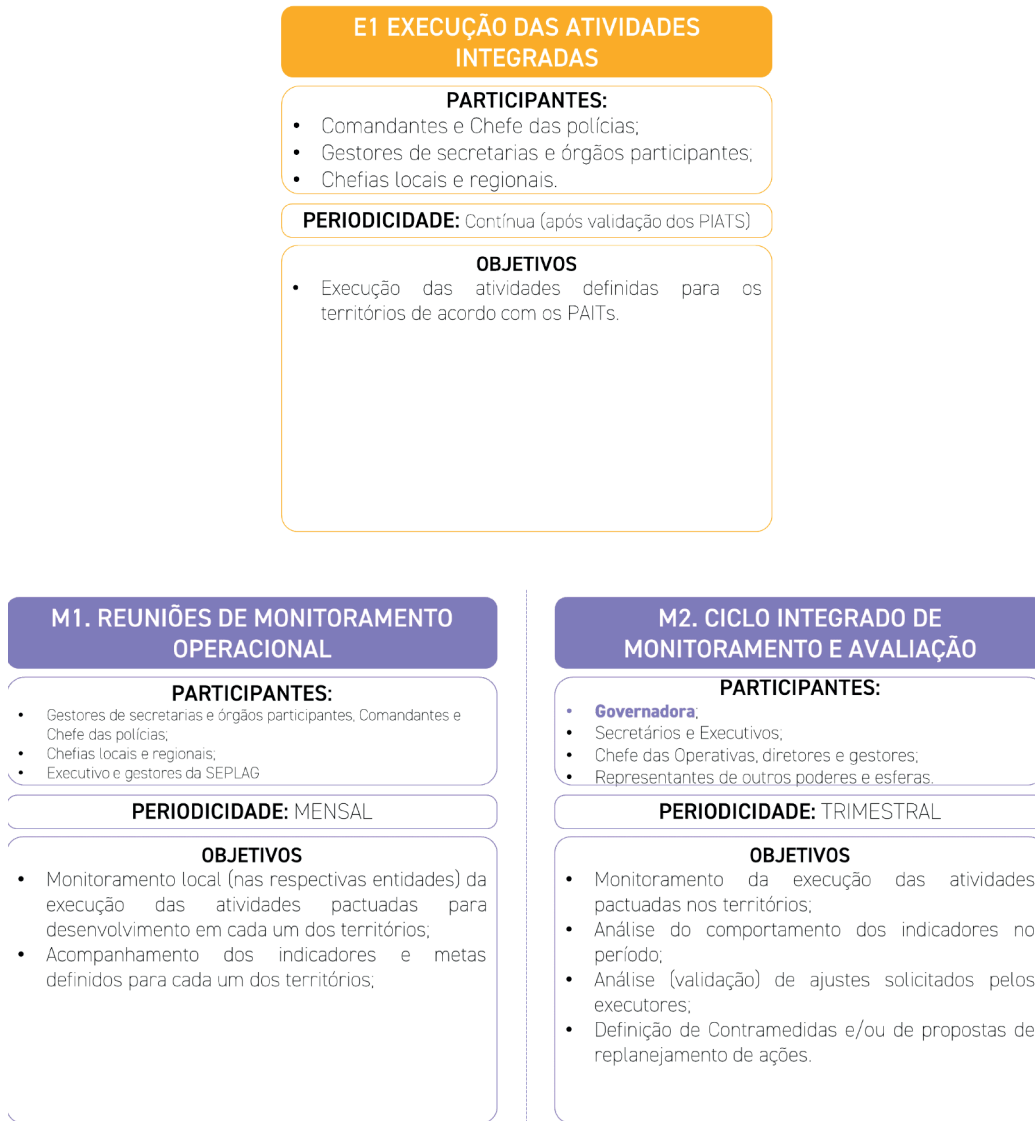 E1 EXECUÇÃO DAS ATIVIDADES
INTEGRADAS
PARTICIPANTES:
• Comandantes e Chefe das polícias;
• Gestores de secretarias e órgãos participantes;
• Chefias locais e regionais.
PERIODICIDADE: Contínua (após validação dos PIATS)
OBJETIVOS
• Execução das atividades definidas para os
territórios de acordo com os PAITs.
M1. REUNIÕES DE MONITORAMENTO
OPERACIONAL
PARTICIPANTES:
• Gestores de secretarias e órgãos participantes, Comandantes e
Chefe das polícias;
• Chefias locais e regionais;
• Executivo e gestores da SEPLAG
PERIODICIDADE: MENSAL
OBJETIVOS
• Monitoramento local (nas respectivas entidades) da
execução das atividades pactuadas para
desenvolvimento em cada um dos territórios;
• Acompanhamento dos indicadores e metas
definidos para cada um dos territórios;
M2. CICLO INTEGRADO DE
MONITORAMENTO E AVALIAÇÃO
PARTICIPANTES:
• Governadora;
• Secretários e Executivos;
• Chefe das Operativas, diretores e gestores;
• Representantes de outros poderes e esferas.
PERIODICIDADE: TRIMESTRAL
OBJETIVOS
• Monitoramento da execução das atividades
pactuadas nos territórios;
• Análise do comportamento dos indicadores no
período;
• Análise (validação) de ajustes solicitados pelos
executores;
• Definição de Contramedidas e/ou de propostas de
replanejamento de ações.